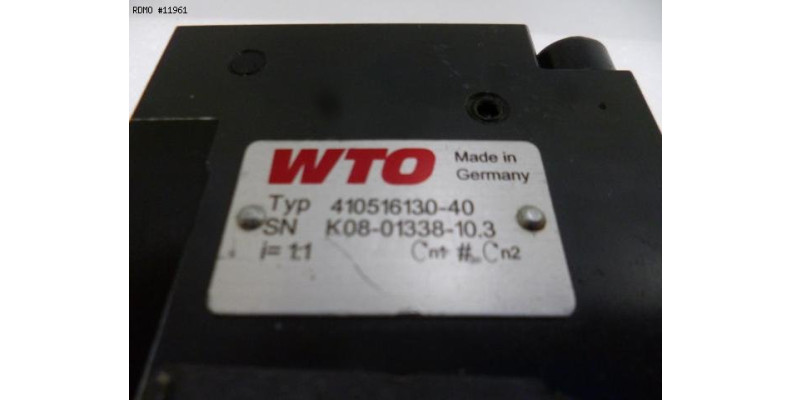 RDMO #11961
WTO
Made in
Germany
Typ 410516130-40
SN K08-01338-10.3
i= 1:1